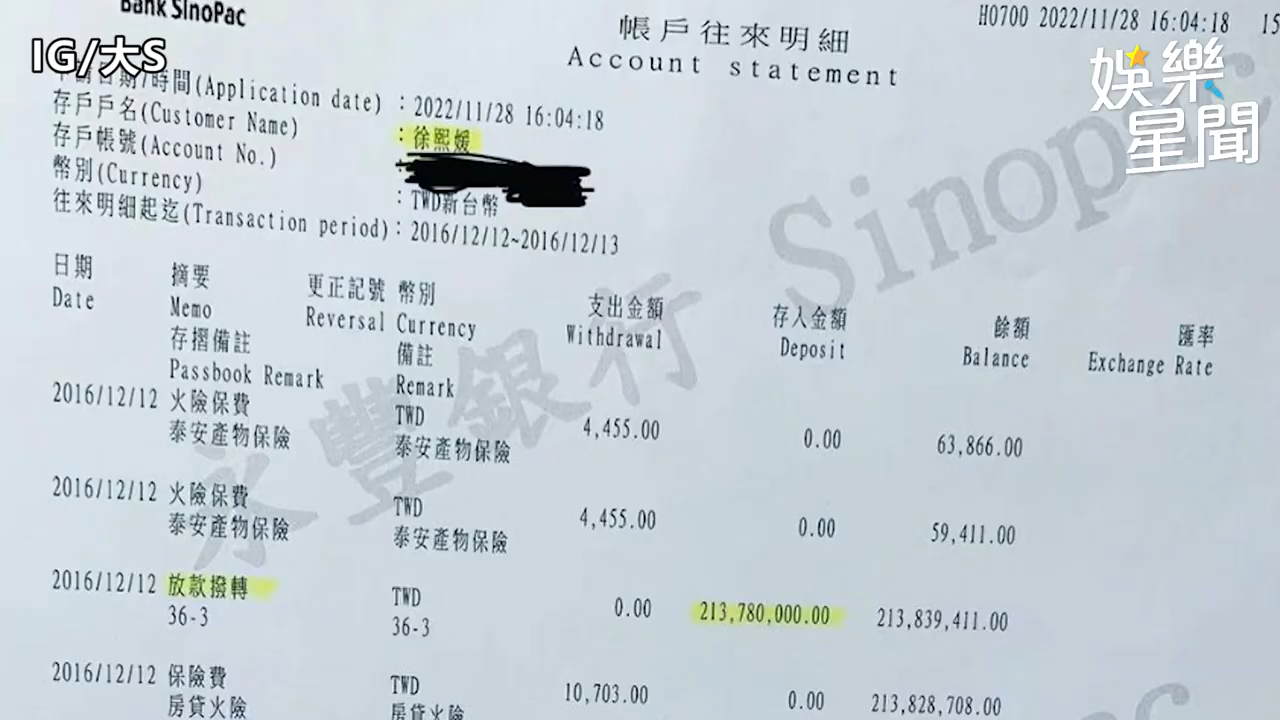 Bank SinoPac
帳戶往來明細
Account statement
H0700 2022/11/28 16:04:18 15
IG/大S
娛樂
星聞
申請日期/時間(Application date) : 2022/11/28 16:04:18
存戶戶名(Customer Name) : 徐熙媛
存戶帳號(Account No.) :
幣別(Currency) : TWD新台幣
往來明細起迄(Transaction period) : 2016/12/12~2016/12/13
日期 摘要 更正記號 幣別 支出金額 存入金額 餘額 匯率
Date Memo Reversal Currency Withdrawal Deposit Balance Exchange Rate
存摺備註 備註
Passbook Remark Remark
2016/12/12 火險保費 TWD 4,455.00 0.00 63,866.00
泰安產物保險 泰安產物保險
2016/12/12 火險保費 TWD 4,455.00 0.00 59,411.00
泰安產物保險 泰安產物保險
2016/12/12 放款撥轉 TWD 0.00 213,780,000.00 213,839,411.00
36-3 36-3
2016/12/12 保險費 TWD 10,703.00 0.00 213,828,708.00
房貸火險 房貸火險
永豐銀行 Sinopac